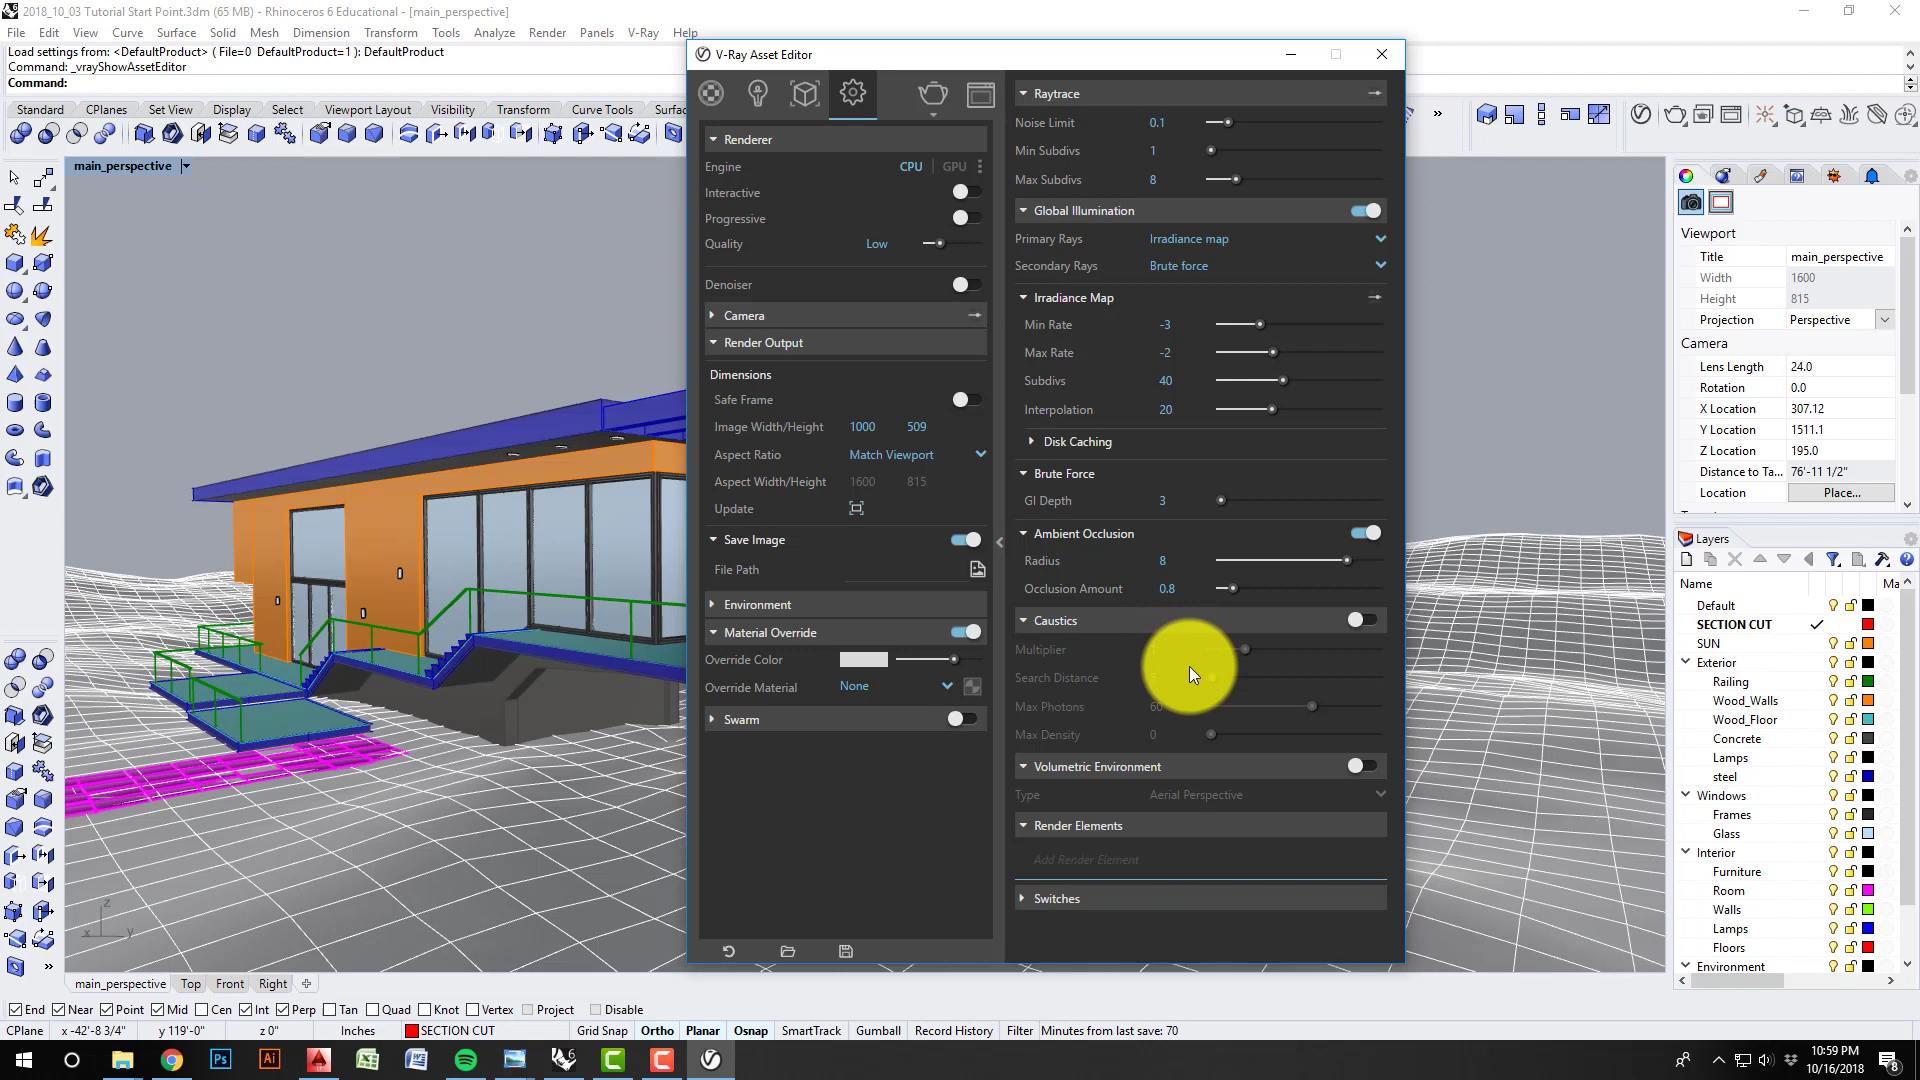 2018_10_03 Tutorial Start Point.3dm (65 MB) - Rhinoceros 6 Educational - [main_perspective]
File Edit View Curve Surface Solid Mesh Dimension Transform Tools Analyze Render Panels V-Ray Help
Load settings from: <DefaultProduct> ( File=0 DefaultProduct=1 ): DefaultProduct
Command: _vrayShowAssetEditor
Command:
Standard CPlanes Set View Display Select Viewport Layout Visibility Transform Curve Tools Surfac
main_perspective
V-Ray Asset Editor
Renderer
Engine CPU GPU
Interactive
Progressive
Quality Low
Denoiser
Camera
Render Output
Dimensions
Safe Frame
Image Width/Height 1000 509
Aspect Ratio Match Viewport
Aspect Width/Height 1600 815
Update
Save Image
File Path
Environment
Material Override
Override Color
Override Material None
Swarm
Raytrace
Noise Limit 0.1
Min Subdivs 1
Max Subdivs 8
Global Illumination
Primary Rays Irradiance map
Secondary Rays Brute force
Irradiance Map
Min Rate -3
Max Rate -2
Subdivs 40
Interpolation 20
Disk Caching
Brute Force
GI Depth 3
Ambient Occlusion
Radius 8
Occlusion Amount 0.8
Caustics
Multiplier
Search Distance
Max Photons 60
Max Density 0
Volumetric Environment
Type Aerial Perspective
Render Elements
Add Render Element
Switches
Viewport
Title main_perspective
Width 1600
Height 815
Projection Perspective
Camera
Lens Length 24.0
Rotation 0.0
X Location 307.12
Y Location 1511.1
Z Location 195.0
Distance to Ta... 76'-11 1/2"
Location Place...
Layers
Name Ma
Default
SECTION CUT
SUN
Exterior
Railing
Wood_Walls
Wood_Floor
Concrete
Lamps
steel
Windows
Frames
Glass
Interior
Furniture
Room
Walls
Lamps
Floors
Environment
z
x y
main_perspective Top Front Right
End Near Point Mid Cen Int Perp Tan Quad Knot Vertex Project Disable
CPlane x -42'-8 3/4" y 119'-0" z 0" Inches SECTION CUT Grid Snap Ortho Planar Osnap SmartTrack Gumball Record History Filter Minutes from last save: 70
Ps Ai 6
10:59 PM
10/16/2018
8